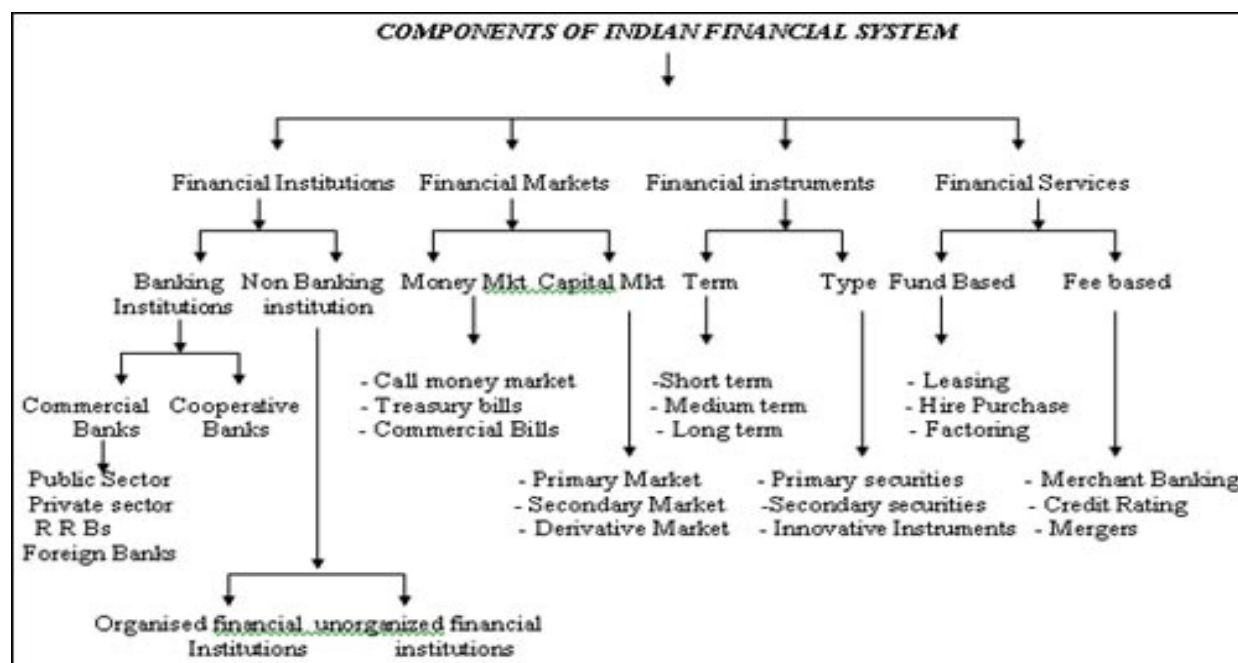 COMPONENTS OF INDIAN FINANCIAL SYSTEM
Financial Institutions
Financial Markets
Financial instruments
Financial Services
Banking
Institutions
Non Banking
institution
Money Mkt
Capital Mkt
Term
Type
Fund Based
Fee based
Commercial
Banks
Cooperative
Banks
- Call money market
- Treasury bills
- Commercial Bills
-Short term
- Medium term
- Long term
- Leasing
- Hire Purchase
- Factoring
Public Sector
Private sector
R R Bs
Foreign Banks
- Primary Market
- Secondary Market
- Derivative Market
- Primary securities
-Secondary securities
- Innovative Instruments
- Merchant Banking
- Credit Rating
- Mergers
Organised financial
Institutions
unorganized financial
institutions